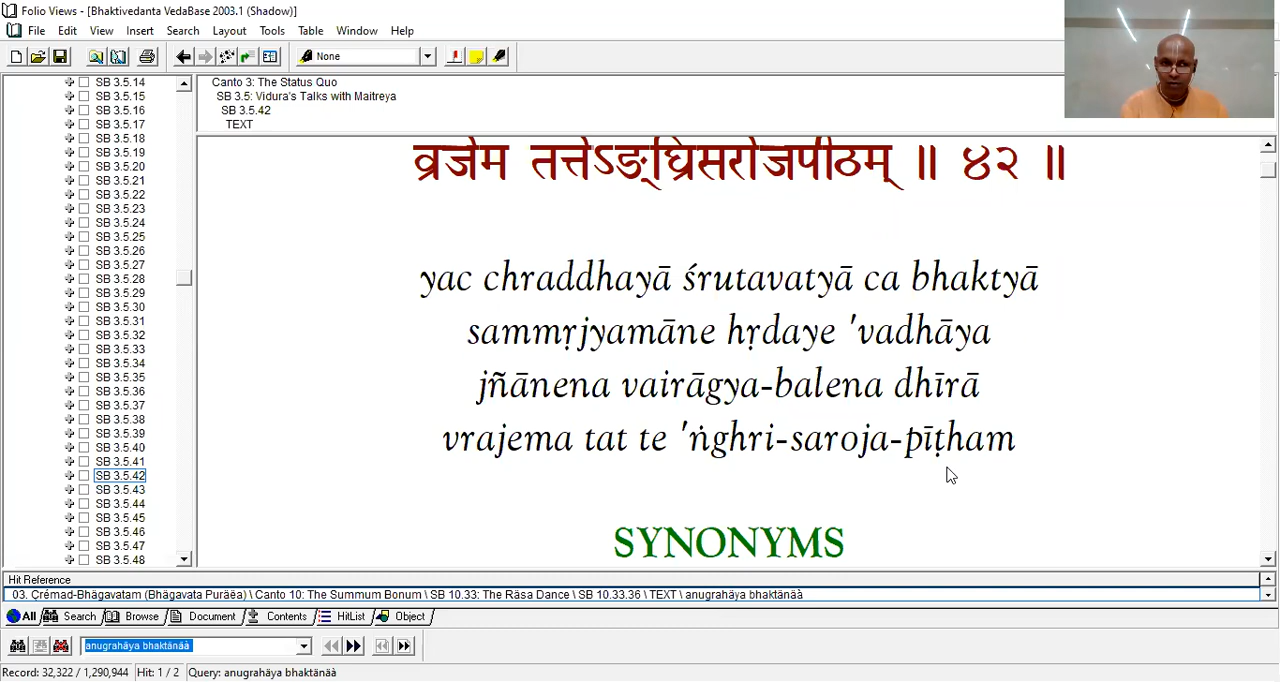 Folio Views - [Bhaktivedanta VedaBase 2003.1 (Shadow)]
File Edit View Insert Search Layout Tools Table Window Help
None
SB 3.5.14
SB 3.5.15
SB 3.5.16
SB 3.5.17
SB 3.5.18
SB 3.5.19
SB 3.5.20
SB 3.5.21
SB 3.5.22
SB 3.5.23
SB 3.5.24
SB 3.5.25
SB 3.5.26
SB 3.5.27
SB 3.5.28
SB 3.5.29
SB 3.5.30
SB 3.5.31
SB 3.5.32
SB 3.5.33
SB 3.5.34
SB 3.5.35
SB 3.5.36
SB 3.5.37
SB 3.5.38
SB 3.5.39
SB 3.5.40
SB 3.5.41
SB 3.5.42
SB 3.5.43
SB 3.5.44
SB 3.5.45
SB 3.5.46
SB 3.5.47
SB 3.5.48
Canto 3: The Status Quo
SB 3.5: Vidura's Talks with Maitreya
SB 3.5.42
TEXT
व्रजेम तत्तेऽङ्घ्रिसरोजपीठम् ॥ ४२ ॥
yac chraddhayā śrutavatyā ca bhaktyā
sammṛjyamāne hṛdaye 'vadhāya
jñānena vairāgya-balena dhīrā
vrajema tat te 'ṅghri-saroja-pīṭham
SYNONYMS
Hit Reference
03. Çrémad-Bhägavatam (Bhägavata Puräëa) \ Canto 10: The Summum Bonum \ SB 10.33: The Räsa Dance \ SB 10.33.36 \ TEXT \ anugrahäya bhaktänäà
All Search Browse Document Contents HitList Object
anugrahäya bhaktänäà
Record: 32,322 / 1,290,944 Hit: 1 / 2 Query: anugrahäya bhaktänäà